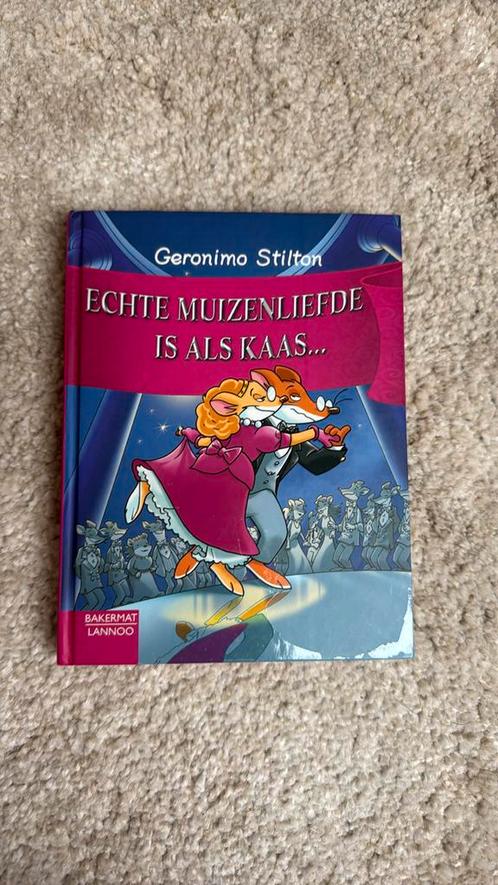 Geronimo Stilton
ECHTE MUIZENLIEFDE
IS ALS KAAS...
BAKERMAT
LANNOO